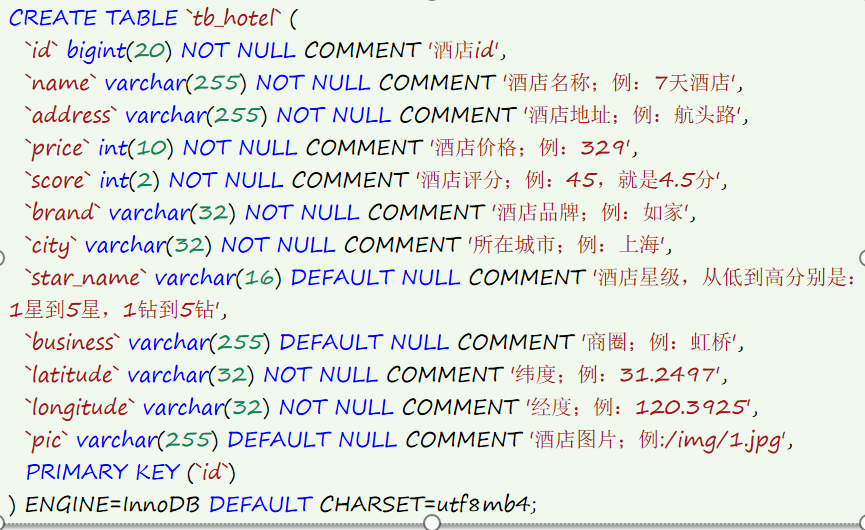 CREATE TABLE `tb_hotel` (
`id` bigint(20) NOT NULL COMMENT '酒店id',
`name` varchar(255) NOT NULL COMMENT '酒店名称；例：7天酒店',
`address` varchar(255) NOT NULL COMMENT '酒店地址；例：航头路',
`price` int(10) NOT NULL COMMENT '酒店价格；例：329',
`score` int(2) NOT NULL COMMENT '酒店评分；例：45，就是4.5分',
`brand` varchar(32) NOT NULL COMMENT '酒店品牌；例：如家',
`city` varchar(32) NOT NULL COMMENT '所在城市；例：上海',
`star_name` varchar(16) DEFAULT NULL COMMENT '酒店星级，从低到高分别是：
1星到5星，1钻到5钻',
`business` varchar(255) DEFAULT NULL COMMENT '商圈；例：虹桥',
`latitude` varchar(32) NOT NULL COMMENT '纬度；例：31.2497',
`longitude` varchar(32) NOT NULL COMMENT '经度；例：120.3925',
`pic` varchar(255) DEFAULT NULL COMMENT '酒店图片；例:/img/1.jpg',
PRIMARY KEY (`id`)
) ENGINE=InnoDB DEFAULT CHARSET=utf8mb4;